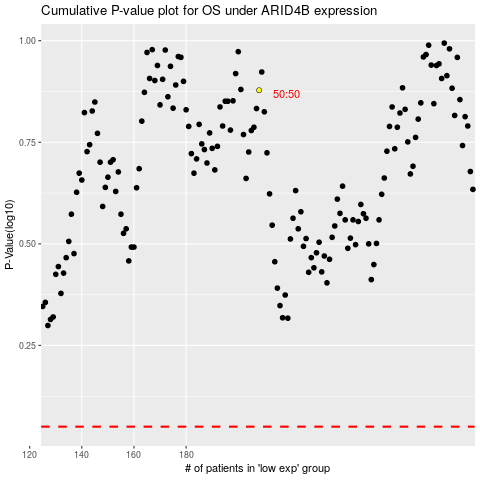 Cumulative P-value plot for OS under ARID4B expression
1.00
50:50
0.75
P-Value(log10)
0.50
0.25
120 140 160 180
# of patients in 'low exp' group